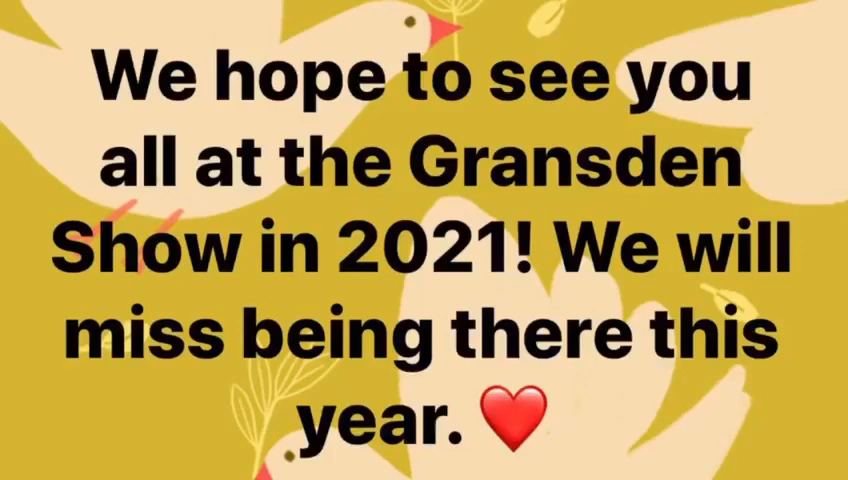 We hope to see you
all at the Gransden
Show in 2021! We will
miss being there this
year. ❤️